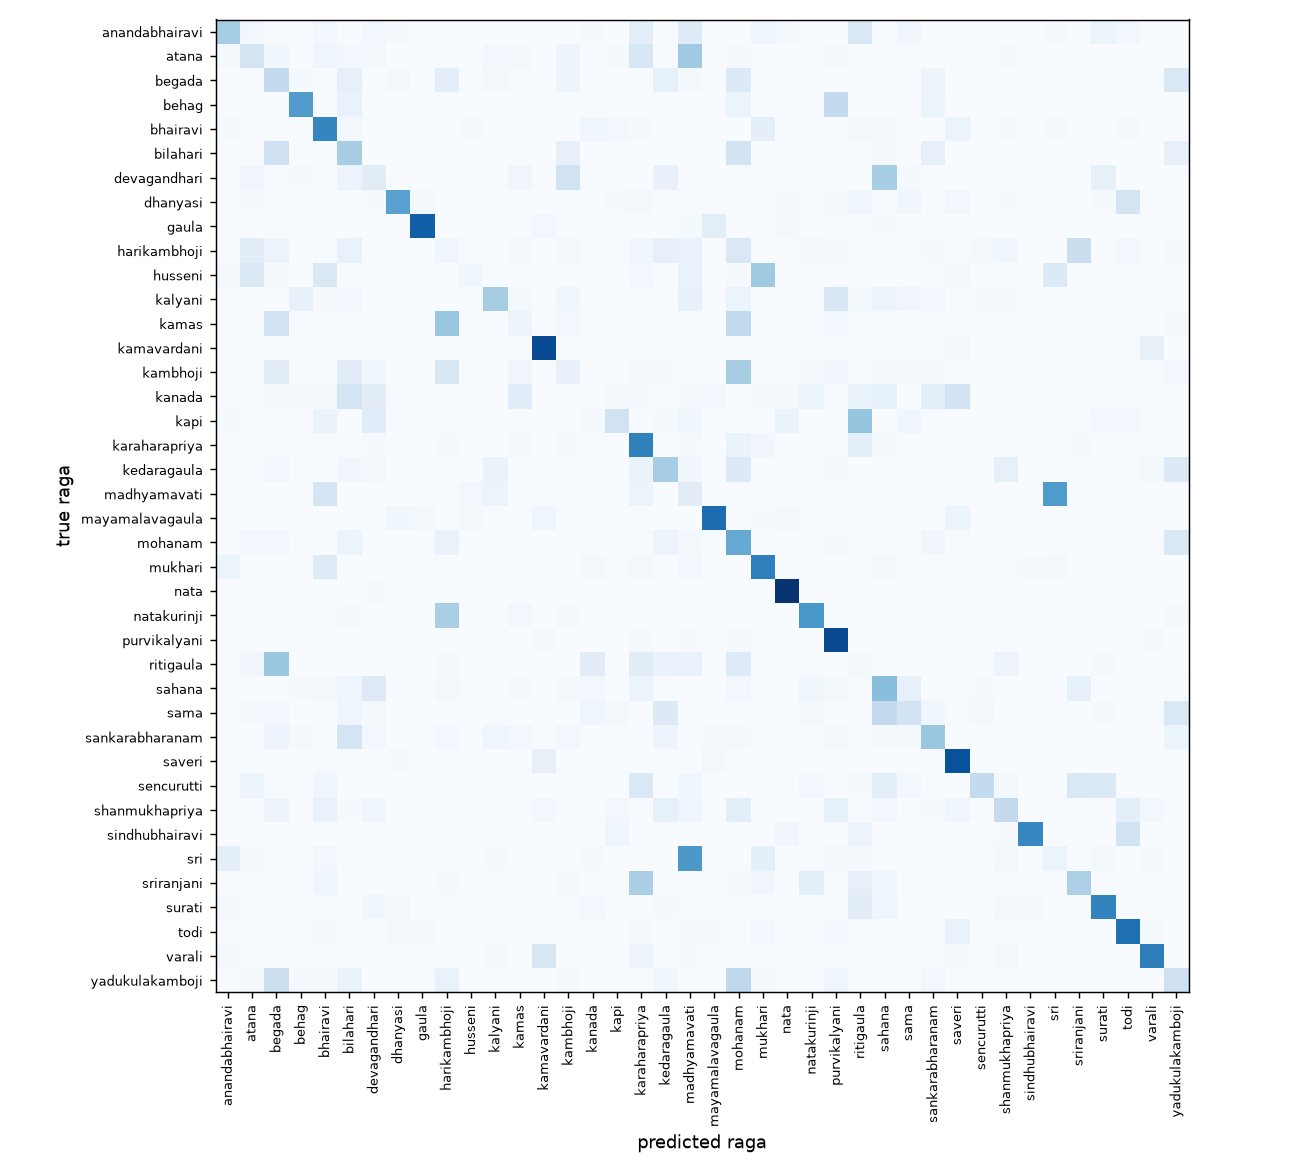 anandabhairavi
atana
begada
behag
bhairavi
bilahari
devagandhari
dhanyasi
gaula
harikambhoji
husseni
kalyani
kamas
kamavardani
kambhoji
kanada
kapi
karaharapriya
kedaragaula
madhyamavati
mayamalavagaula
mohanam
mukhari
nata
natakurinji
purvikalyani
ritigaula
sahana
sama
sankarabharanam
saveri
sencurutti
shanmukhapriya
sindhubhairavi
sri
sriranjani
surati
todi
varali
yadukulakamboji
true raga
anandabhairavi
atana
begada
behag
bhairavi
bilahari
devagandhari
dhanyasi
gaula
harikambhoji
husseni
kalyani
kamas
kamavardani
kambhoji
kanada
kapi
karaharapriya
kedaragaula
madhyamavati
mayamalavagaula
mohanam
mukhari
nata
natakurinji
purvikalyani
ritigaula
sahana
sama
sankarabharanam
saveri
sencurutti
shanmukhapriya
sindhubhairavi
sri
sriranjani
surati
todi
varali
yadukulakamboji
predicted raga